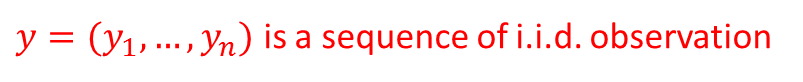 y = (y₁, …, yₙ) is a sequence of i.i.d. observation